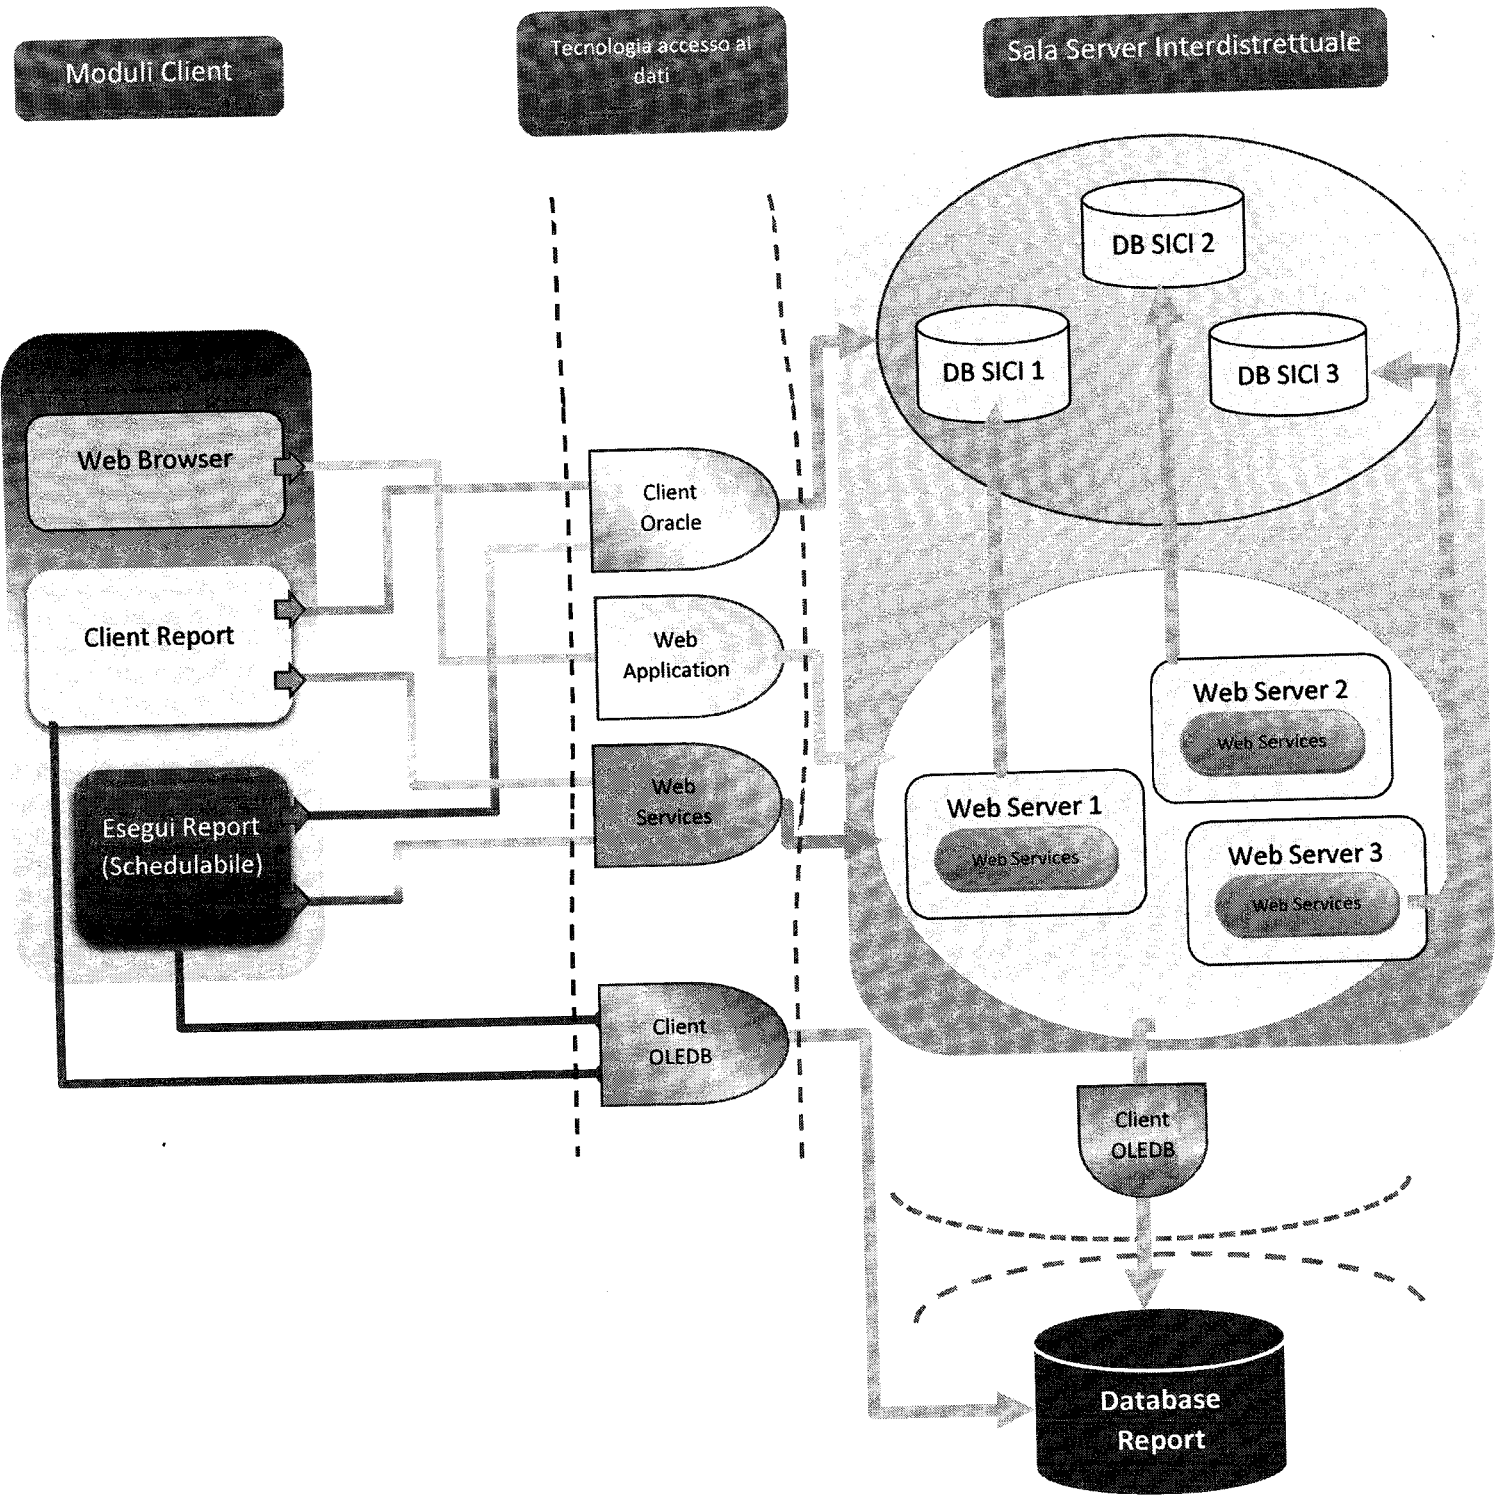 Moduli Client
Tecnologia accesso ai
dati
Sala Server Interdistrettuale
DB SICI 2
DB SICI 1
DB SICI 3
Web Browser
Client
Oracle
Client Report
Web
Application
Web Server 2
Web Services
Esegui Report
(Schedulabile)
Web
Services
Web Server 1
Web Services
Web Server 3
Web Services
Client
OLEDB
Client
OLEDB
Database
Report